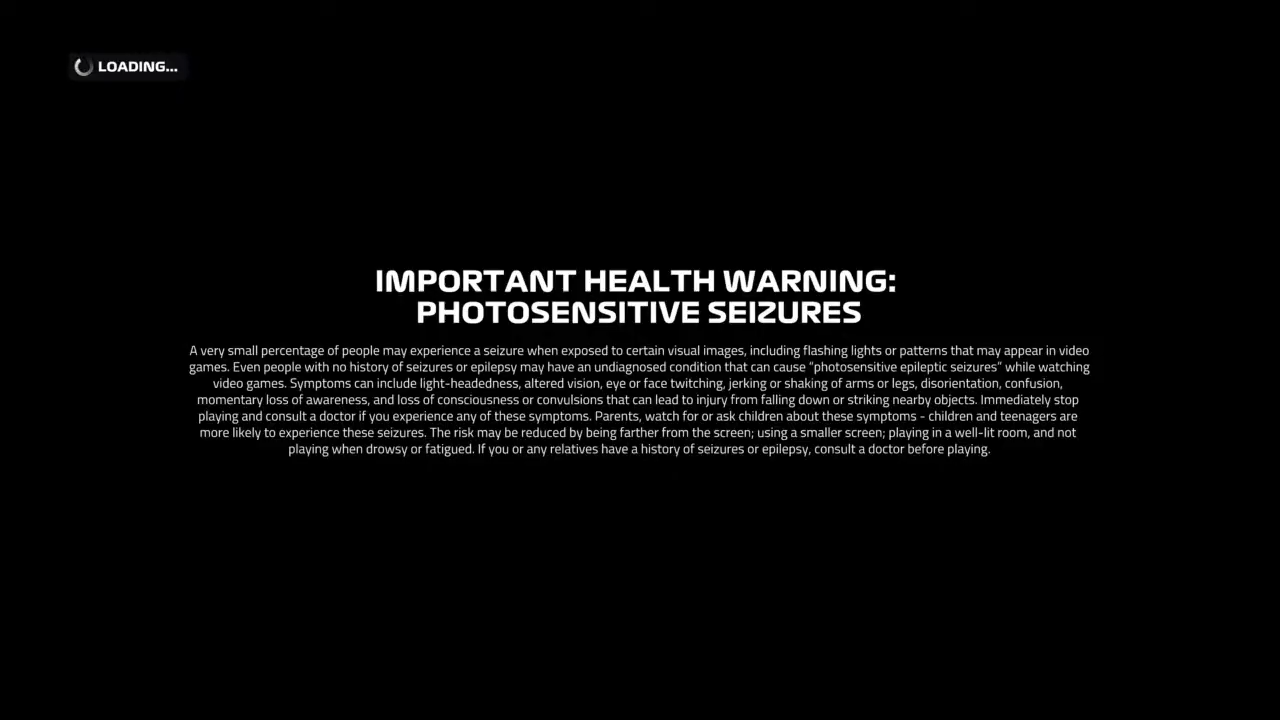 LOADING...
IMPORTANT HEALTH WARNING:
PHOTOSENSITIVE SEIZURES
A very small percentage of people may experience a seizure when exposed to certain visual images, including flashing lights or patterns that may appear in video
games. Even people with no history of seizures or epilepsy may have an undiagnosed condition that can cause “photosensitive epileptic seizures” while watching
video games. Symptoms can include light-headedness, altered vision, eye or face twitching, jerking or shaking of arms or legs, disorientation, confusion,
momentary loss of awareness, and loss of consciousness or convulsions that can lead to injury from falling down or striking nearby objects. Immediately stop
playing and consult a doctor if you experience any of these symptoms. Parents, watch for or ask children about these symptoms - children and teenagers are
more likely to experience these seizures. The risk may be reduced by being farther from the screen; using a smaller screen; playing in a well-lit room, and not
playing when drowsy or fatigued. If you or any relatives have a history of seizures or epilepsy, consult a doctor before playing.